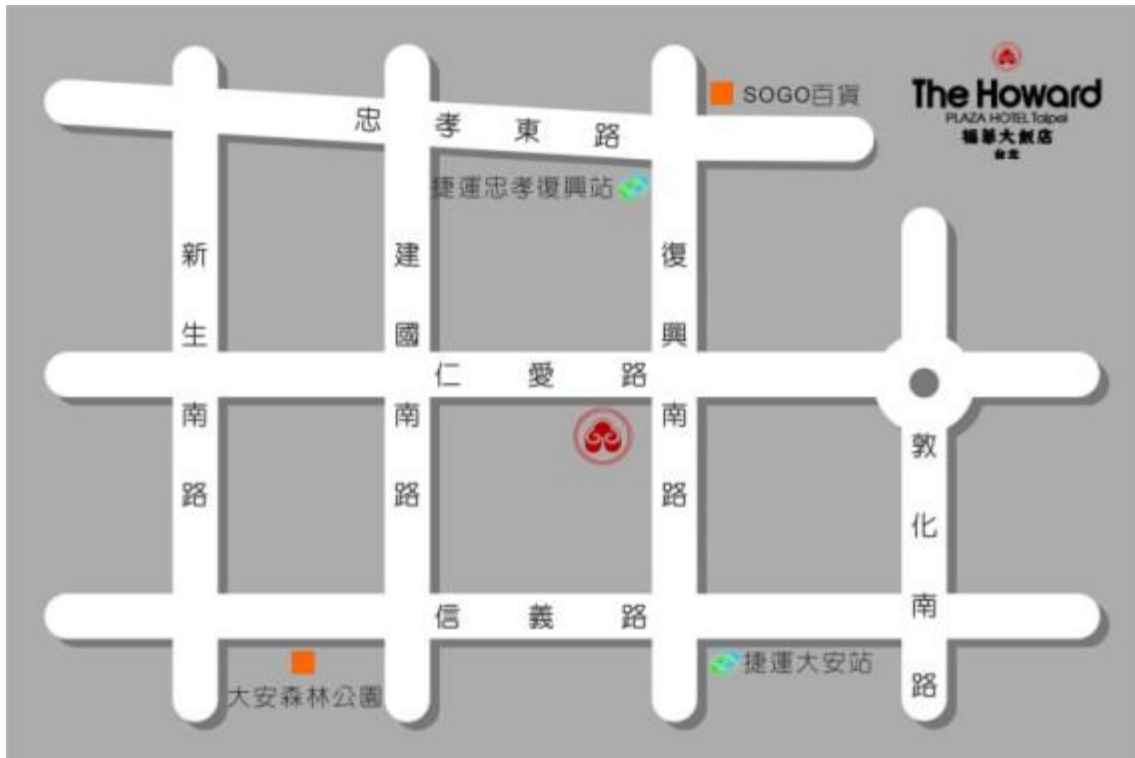 SOGO百貨
The Howard
PLAZA HOTEL Taipei
福華大飯店
台北
忠孝東路
捷運忠孝復興站
新生南路
建國南路
復興南路
仁愛路
敦化南路
信義路
捷運大安站
大安森林公園